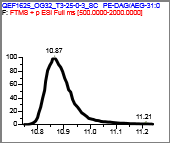 QEF1625_OG32_T3-25-0-3_SC PE-DAG/AEG-31:0
F: FTMS + p ESI Full ms [500.0000-2000.0000]
10.87
100
80
60
40
20
0
11.21
10.8 10.9 11.0 11.1 11.2